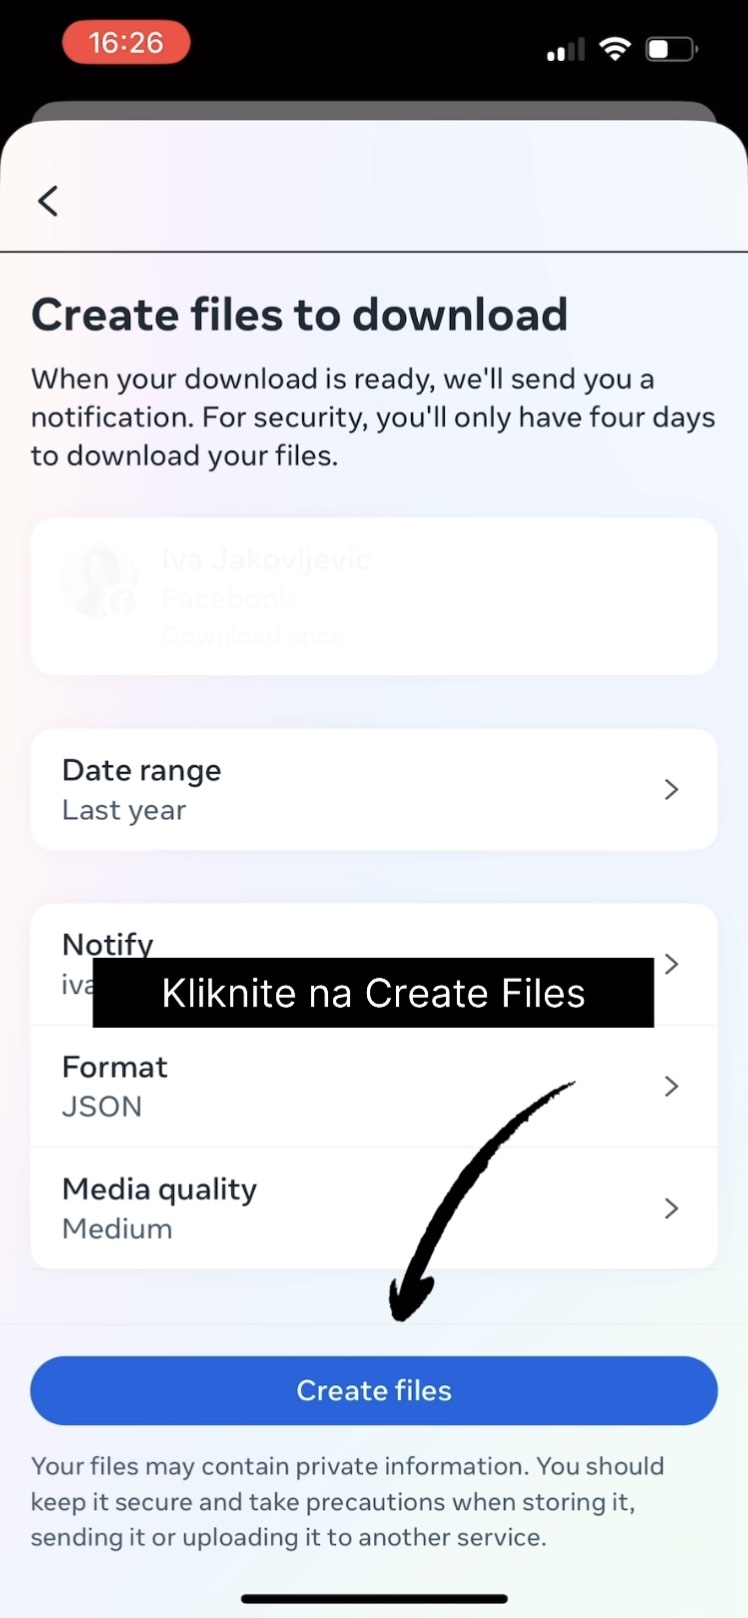 16:26
Create files to download
When your download is ready, we'll send you a
notification. For security, you'll only have four days
to download your files.
Iva Jakovljevic
Facebook
Download once
Date range
Last year
Notify
iva
Kliknite na Create Files
Format
JSON
Media quality
Medium
Create files
Your files may contain private information. You should
keep it secure and take precautions when storing it,
sending it or uploading it to another service.